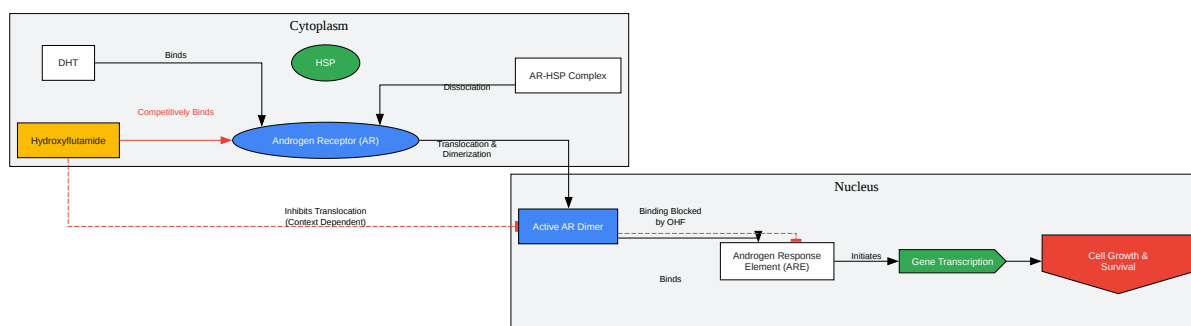 Cytoplasm
DHT
Binds
HSP
AR-HSP Complex
Dissociation
Competitively Binds
Hydroxyflutamide
Androgen Receptor (AR)
Translocation &
Dimerization
Nucleus
Inhibits Translocation
(Context Dependent)
Active AR Dimer
Binding Blocked
by OHF
Androgen Response
Element (ARE)
Binds
Initiates
Gene Transcription
Cell Growth &
Survival